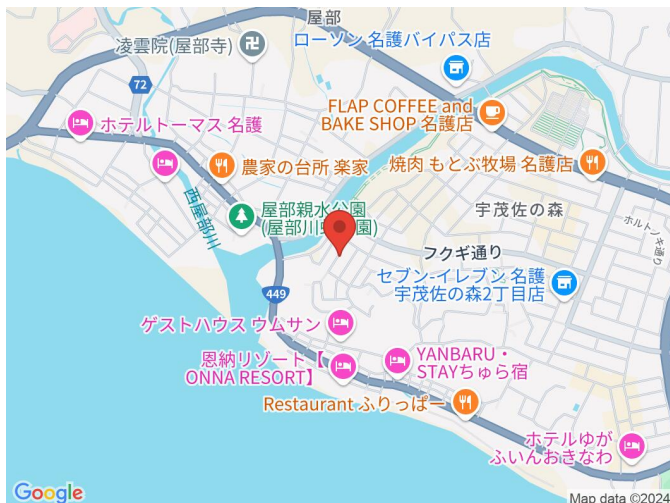 屋部
凌雲院(屋部寺)
ローソン 名護バイパス店
72
FLAP COFFEE and
BAKE SHOP 名護店
ホテルトーマス 名護
農家の台所 楽家
焼肉 もとぶ牧場 名護店
西屋部川
屋部親水公園
宇茂佐の森
ホルトノキ通り
フクギ通り
セブン-イレブン 名護
宇茂佐の森2丁目店
449
ゲストハウス ウムサン
恩納リゾート【
ONNA RESORT】
YANBARU・
STAYちゅら宿
Restaurant ふりっぱー
ホテルゆが
ふいんおきなわ
Google
Map data ©2024